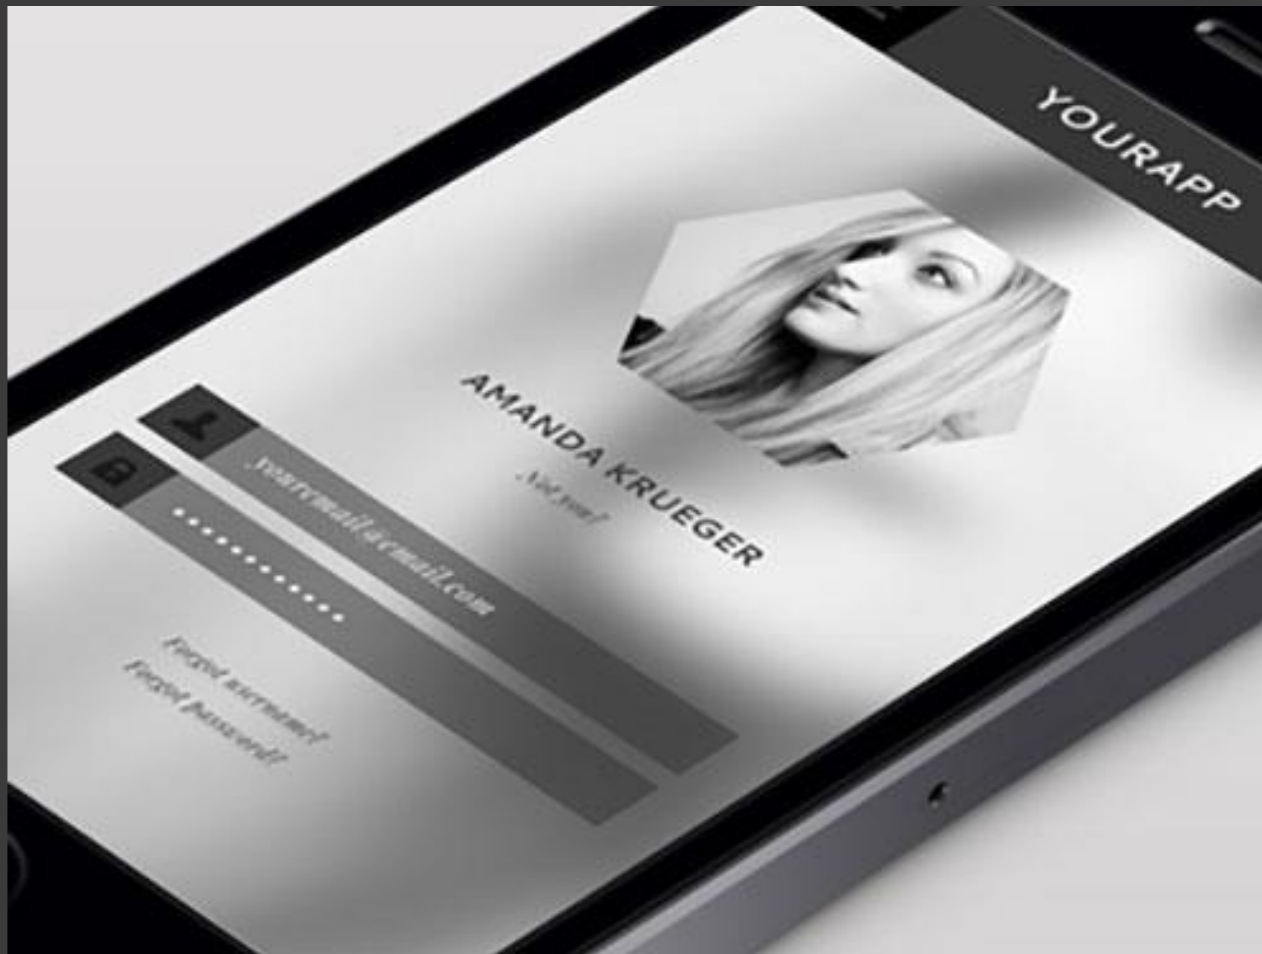 YOURAPP
AMANDA KRUEGER
Not you?
youremail@email.com
Forgot username?
Forgot password?